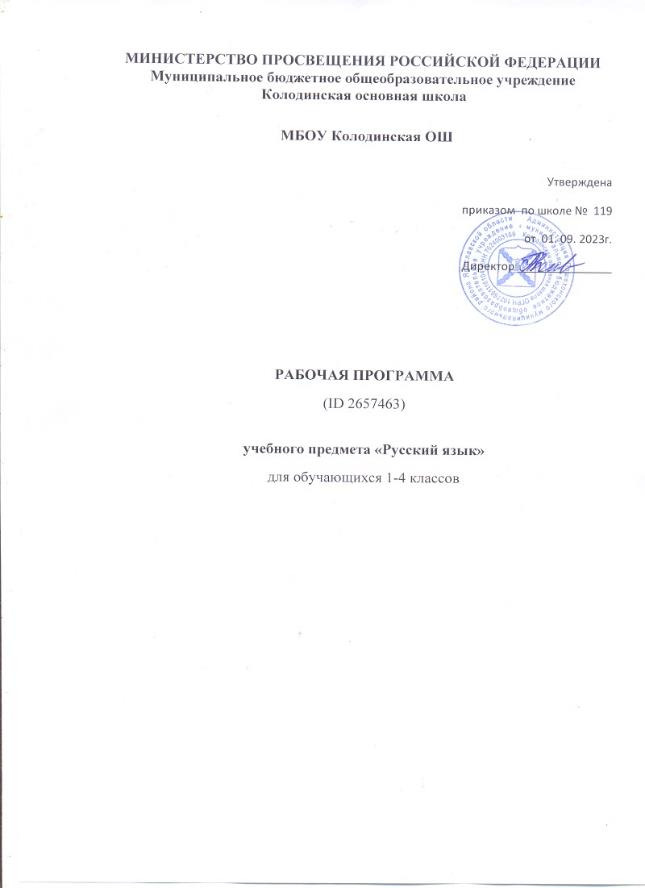 МИНИСТЕРСТВО ПРОСВЕЩЕНИЯ РОССИЙСКОЙ ФЕДЕРАЦИИ
Муниципальное бюджетное общеобразовательное учреждение
Колодинская основная школа
МБОУ Колодинская ОШ
Утверждена
приказом по школе № 119
от 01. 09. 2023г.
Директор
РАБОЧАЯ ПРОГРАММА
(ID 2657463)
учебного предмета «Русский язык»
для обучающихся 1-4 классов